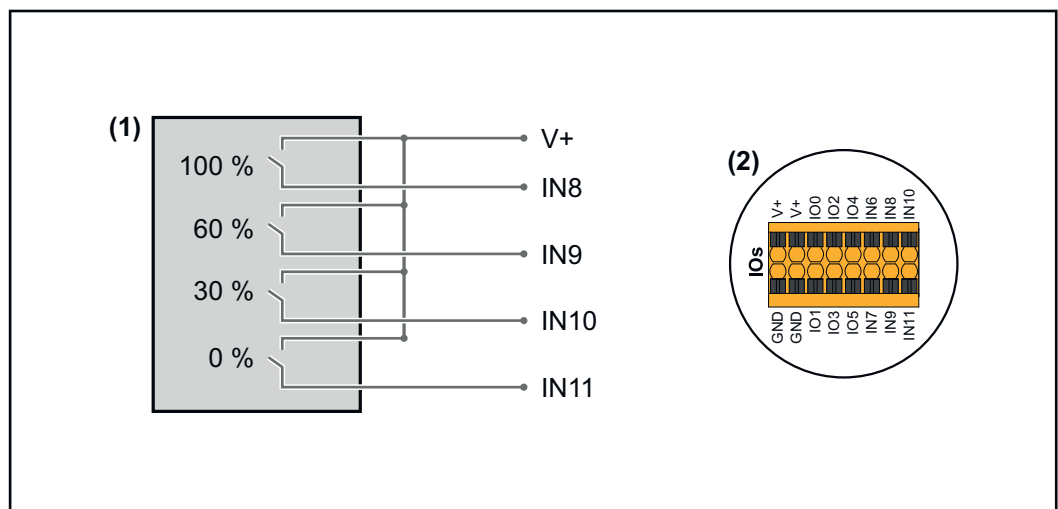 (1)
100 %
60 %
30 %
0 %
V+
IN8
IN9
IN10
IN11
(2)
IOs
V+
V+
IO0
IO2
IO4
IN6
IN8
IN10
GND
GND
IO1
IO3
IO5
IN7
IN9
IN11